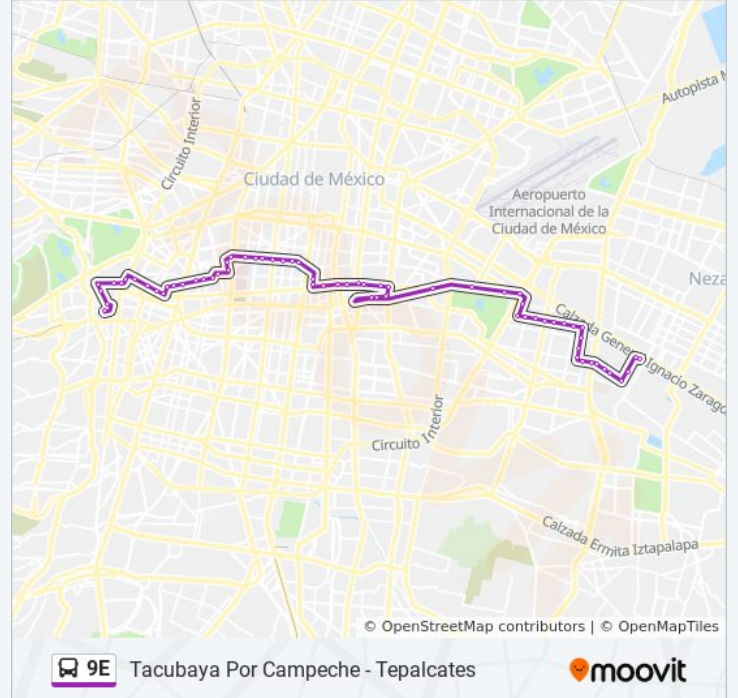 Autopista M
Circuito Interior
Ciudad de México
Aeropuerto
Internacional de la
Ciudad de México
Neza
Calzada General Ignacio Zarago
Circuito Interior
Calzada Ermita Iztapalapa
© OpenStreetMap contributors | © OpenMapTiles
9E Tacubaya Por Campeche - Tepalcates
moovit